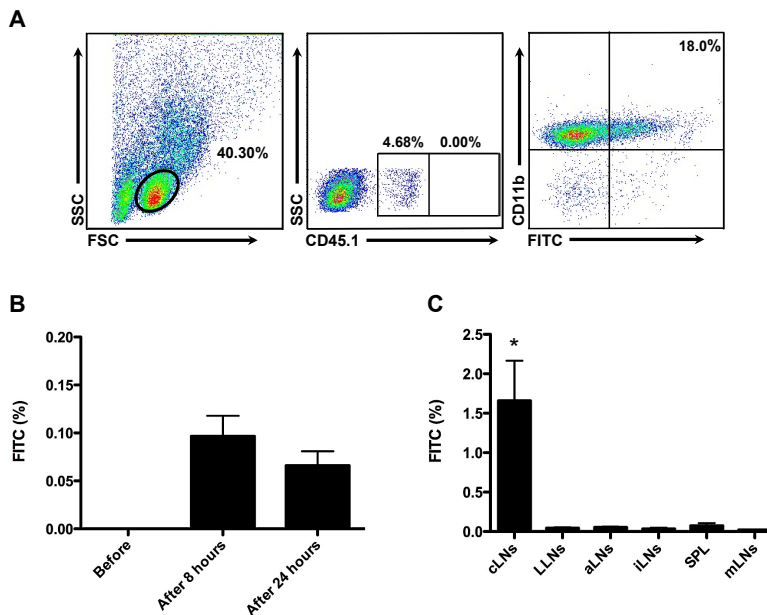 A
SSC
40.30%
FSC
SSC
4.68%
0.00%
CD45.1
CD11b
18.0%
FITC
B
FITC (%)
0.20
0.15
0.10
0.05
0.00
Before
After 8 hours
After 24 hours
C
FITC (%)
2.5
2.0
1.5
1.0
0.5
0.0
*
cLNs
LLNs
aLNs
iLNs
SPL
mLNs